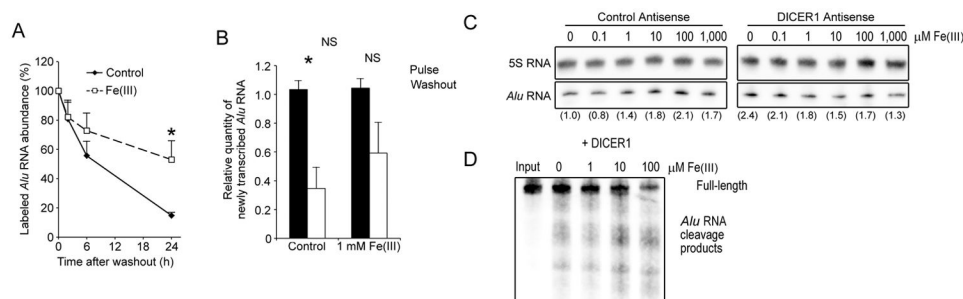 A
Labeled Alu RNA abundance (%)
120
100
80
60
40
20
0
Control
Fe(III)
*
0
6
12
18
24
Time after washout (h)
B
NS
*
NS
Pulse
Washout
Relative quantity of
newly transcribed Alu RNA
1.2
1.0
0.8
0.6
0.4
0.2
0
Control
1 mM Fe(III)
C
Control Antisense
DICER1 Antisense
0 0.1 1 10 100 1,000
0 0.1 1 10 100 1,000 μM Fe(III)
5S RNA
Alu RNA
(1.0) (0.8) (1.4) (1.8) (2.1) (1.7)
(2.4) (2.1) (1.8) (1.5) (1.7) (1.3)
D
+ DICER1
Input 0 1 10 100 μM Fe(III)
Full-length
Alu RNA
cleavage
products